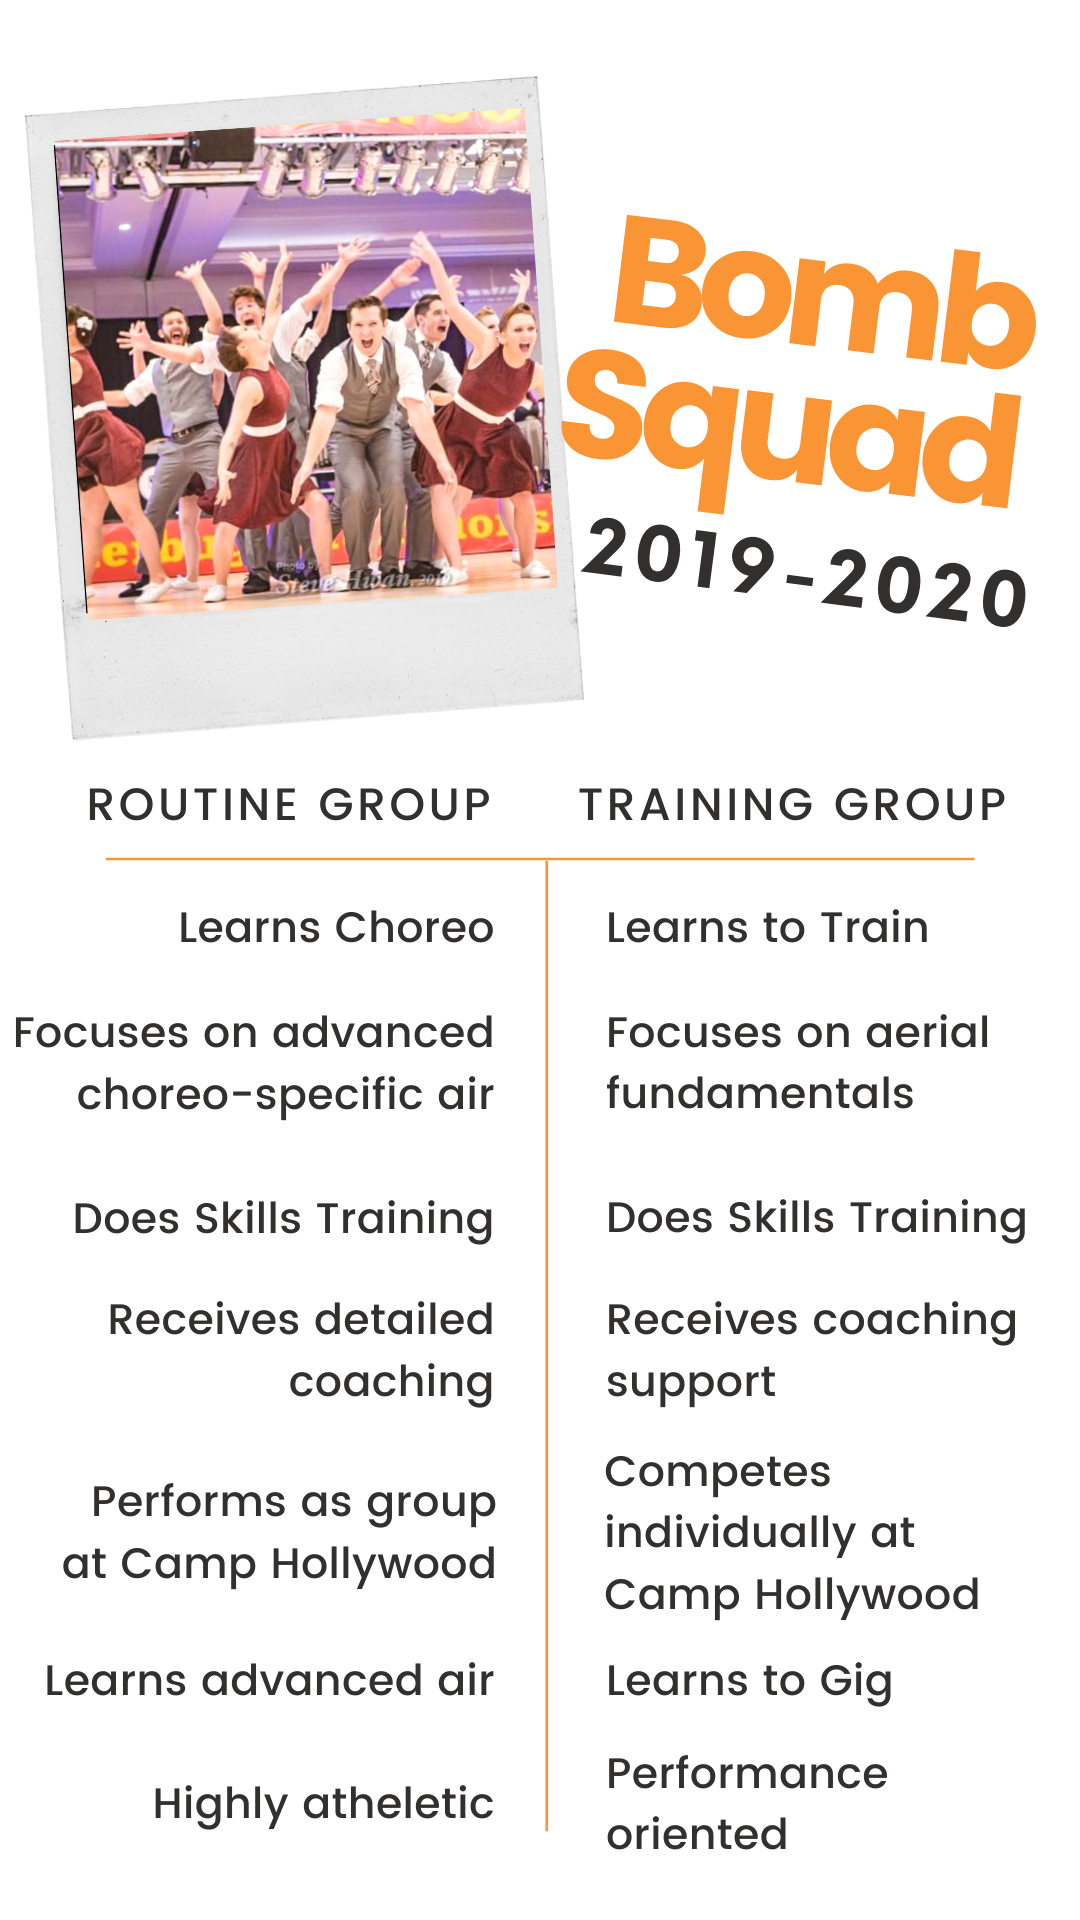 Bomb
Squad
2019-2020
Photo by
Steve Hwan, 2019
ROUTINE GROUP
TRAINING GROUP
Learns Choreo
Learns to Train
Focuses on advanced
choreo-specific air
Focuses on aerial
fundamentals
Does Skills Training
Does Skills Training
Receives detailed
coaching
Receives coaching
support
Performs as group
at Camp Hollywood
Competes
individually at
Camp Hollywood
Learns advanced air
Learns to Gig
Highly atheletic
Performance
oriented